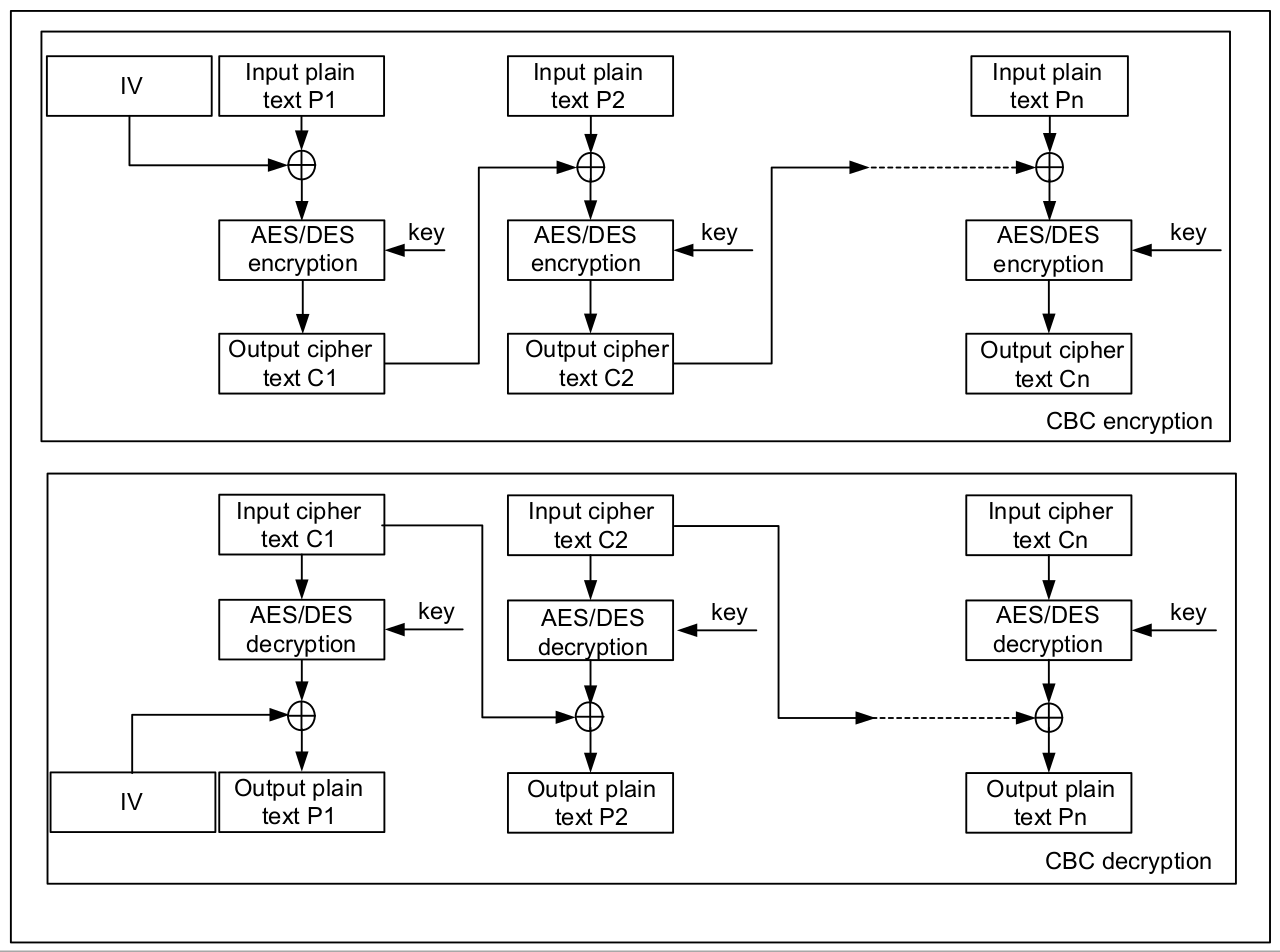 IV
Input plain
text P1
Input plain
text P2
Input plain
text Pn
AES/DES
encryption
key
AES/DES
encryption
key
AES/DES
encryption
key
Output cipher
text C1
Output cipher
text C2
Output cipher
text Cn
CBC encryption
Input cipher
text C1
Input cipher
text C2
Input cipher
text Cn
AES/DES
decryption
key
AES/DES
decryption
key
AES/DES
decryption
key
IV
Output plain
text P1
Output plain
text P2
Output plain
text Pn
CBC decryption